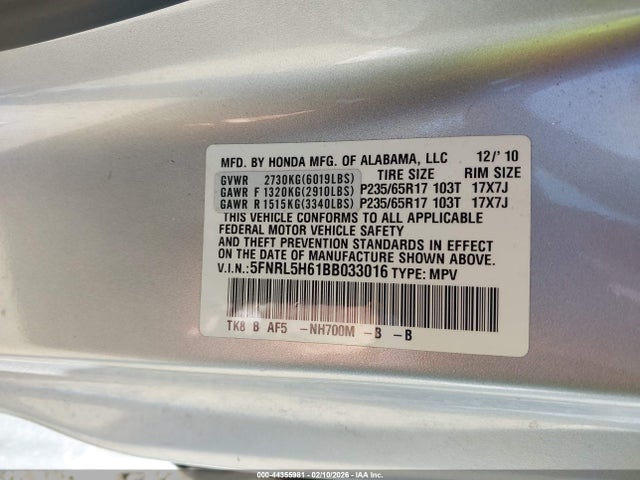 MFD. BY HONDA MFG. OF ALABAMA, LLC 12/' 10
GVWR 2730KG(6019LBS) TIRE SIZE RIM SIZE
GAWR F 1320KG(2910LBS) P235/65R17 103T 17X7J
GAWR R 1515KG(3340LBS) P235/65R17 103T 17X7J
THIS VEHICLE CONFORMS TO ALL APPLICABLE
FEDERAL MOTOR VEHICLE SAFETY
AND THEFT PREVENTION STANDARDS IN EFFECT
ON THE DATE OF MANUFACTURE SHOWN ABOVE.
V.I.N.:5FNRL5H61BB033016 TYPE: MPV
TK8 B AF5 -NH700M -B -B
000-44355981 - 02/10/2026 - IAA Inc.